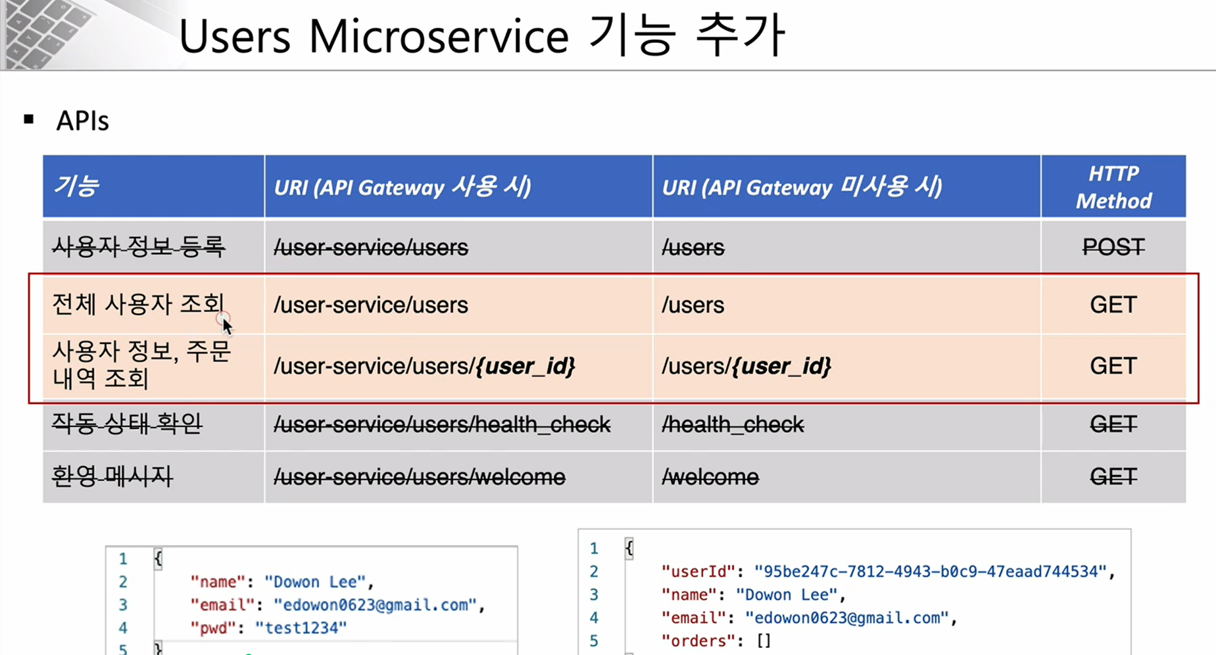 Users Microservice 기능 추가
▪ APIs
기능 URI (API Gateway 사용 시) URI (API Gateway 미사용 시) HTTP Method
사용자 정보 등록 /user-service/users /users POST
전체 사용자 조회 /user-service/users /users GET
사용자 정보, 주문 내역 조회 /user-service/users/{user_id} /users/{user_id} GET
작동 상태 확인 /user-service/users/health_check /health_check GET
환영 메시지 /user-service/users/welcome /welcome GET
1 {
2 "name": "Dowon Lee",
3 "email": "edowon0623@gmail.com",
4 "pwd": "test1234"
5 }
1 {
2 "userId": "95be247c-7812-4943-b0c9-47eaad744534",
3 "name": "Dowon Lee",
4 "email": "edowon0623@gmail.com",
5 "orders": []